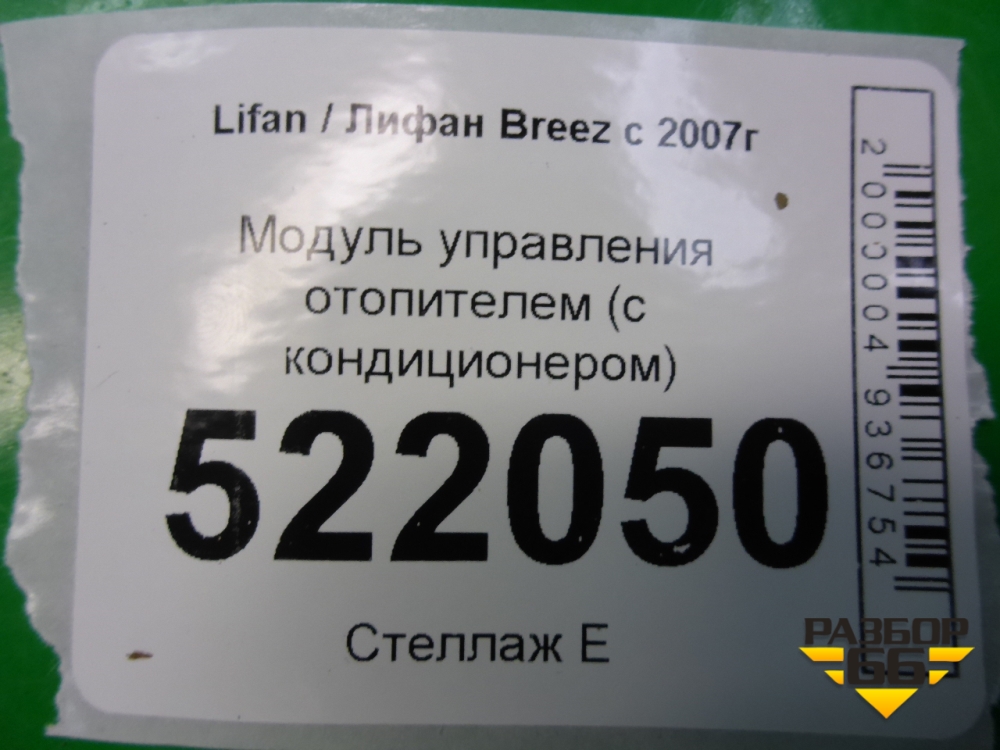 Lifan / Лифан Breez с 2007г
Модуль управления
отопителем (с
кондиционером)
522050
Стеллаж Е
2000004936754
РАЗБОР
66